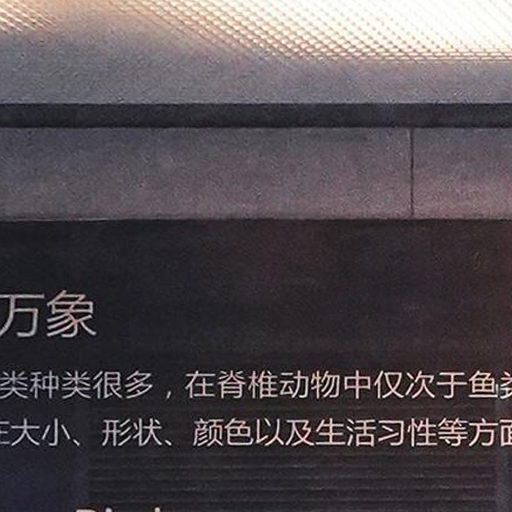 万象
类种类很多，在脊椎动物中仅次于鱼类
在大小、形状、颜色以及生活习性等方面